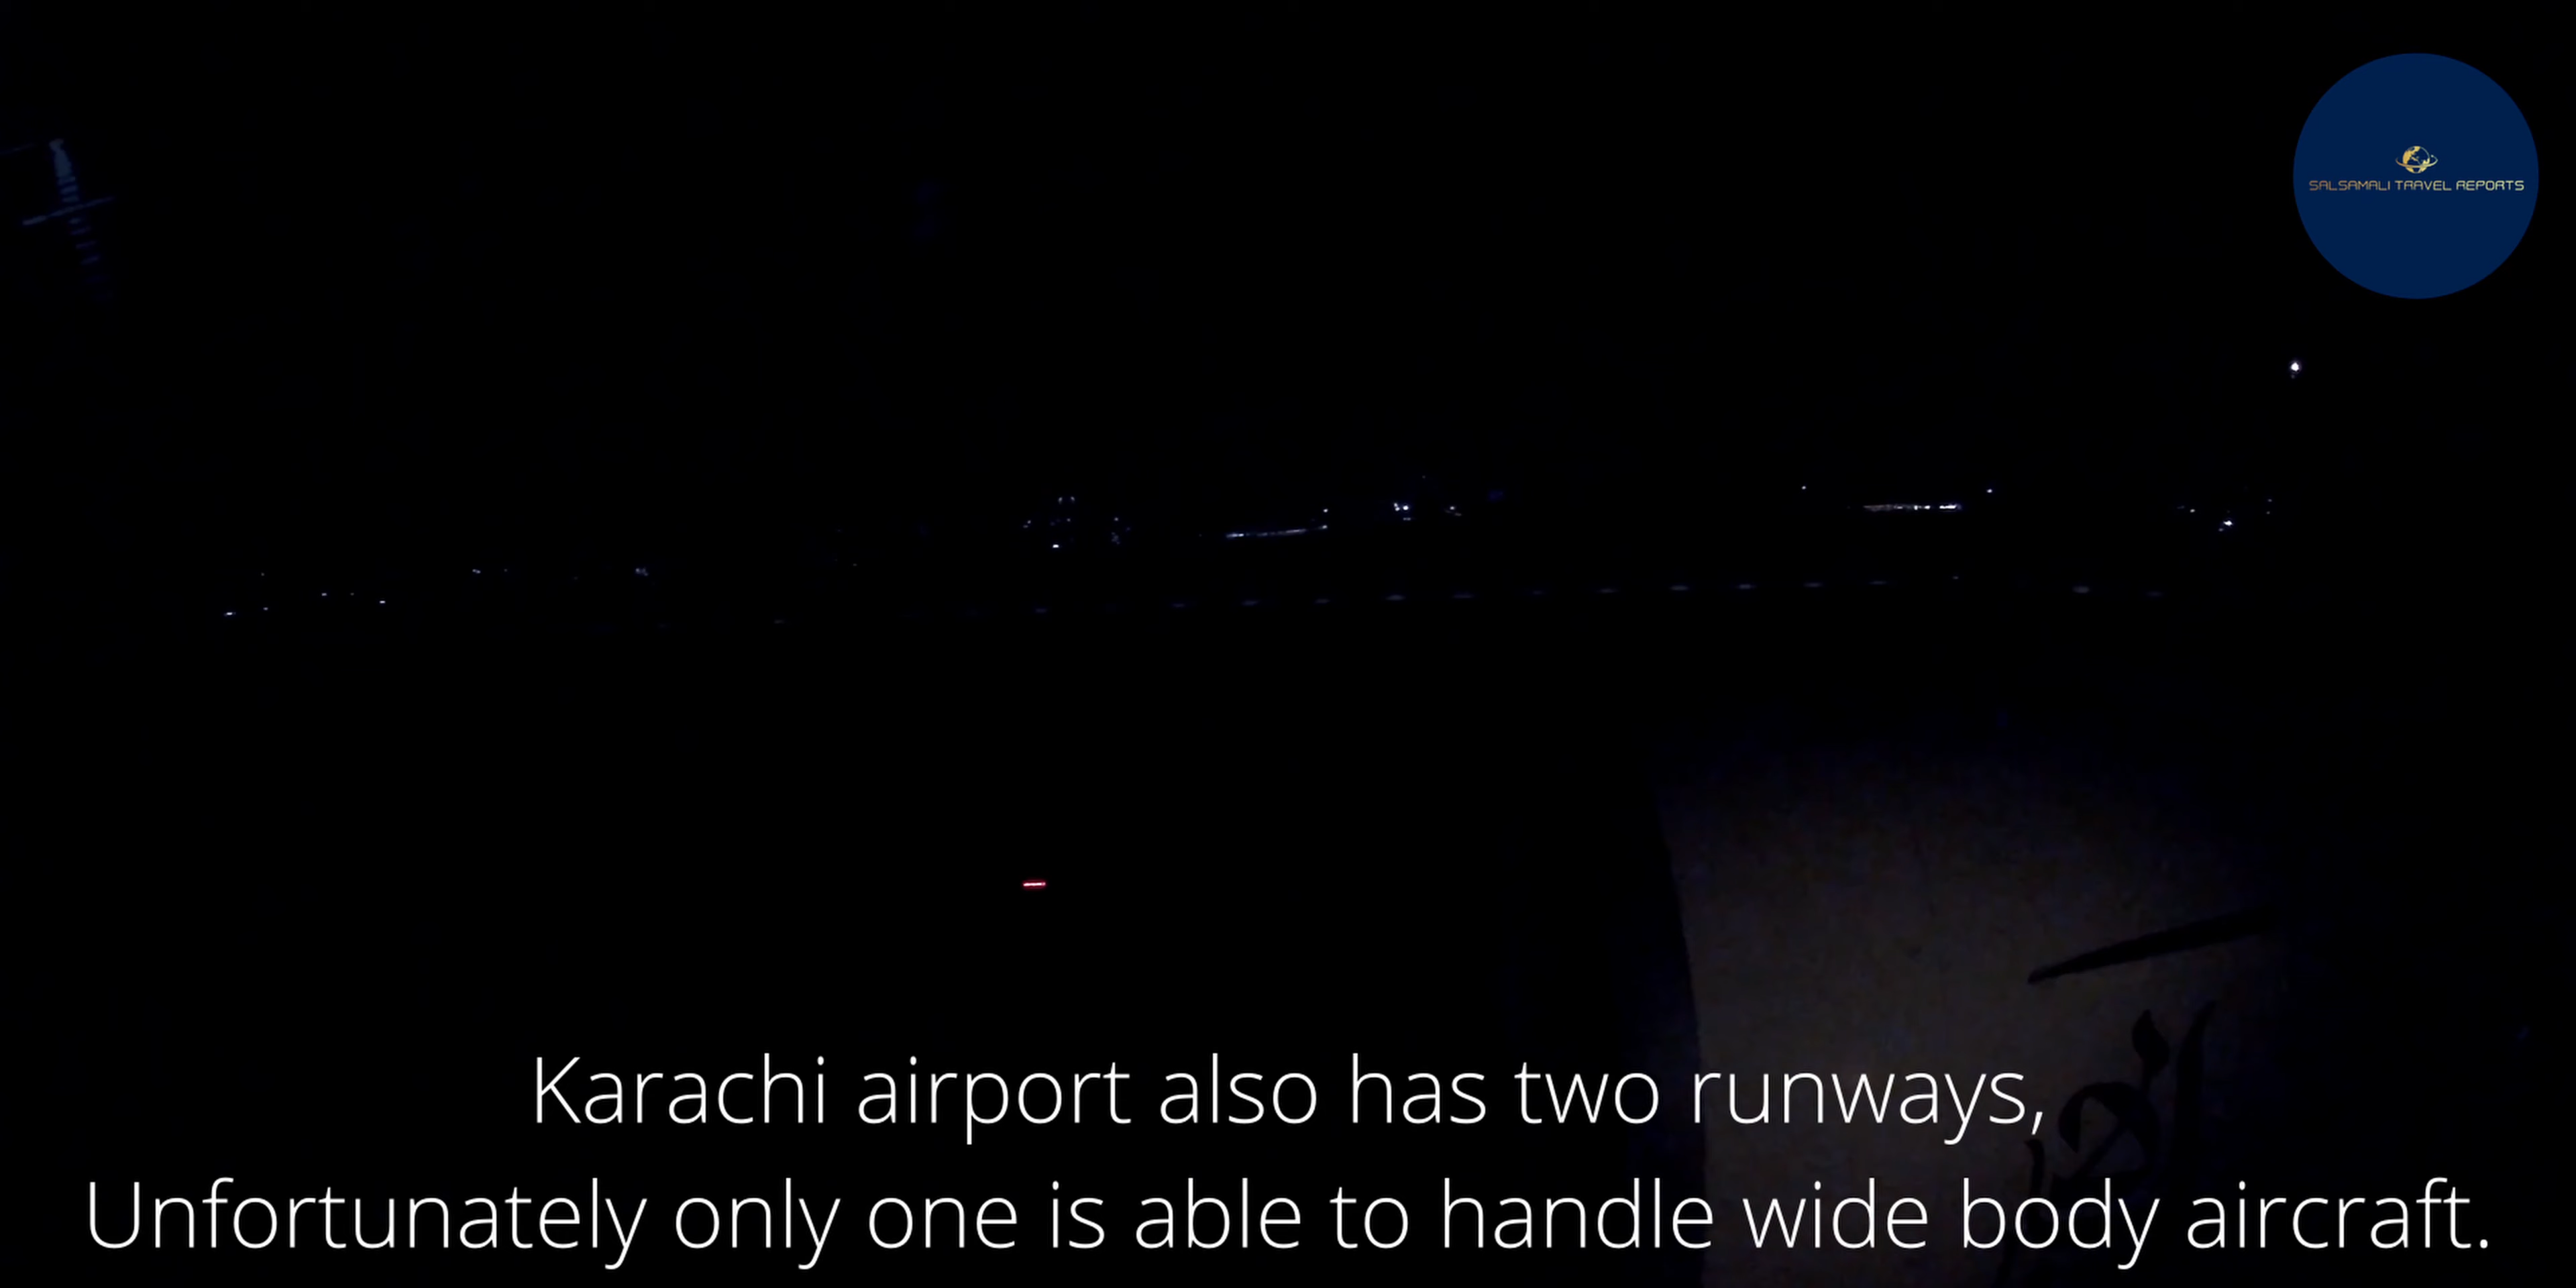 SALSAMALI TRAVEL REPORTS
Karachi airport also has two runways,
Unfortunately only one is able to handle wide body aircraft.